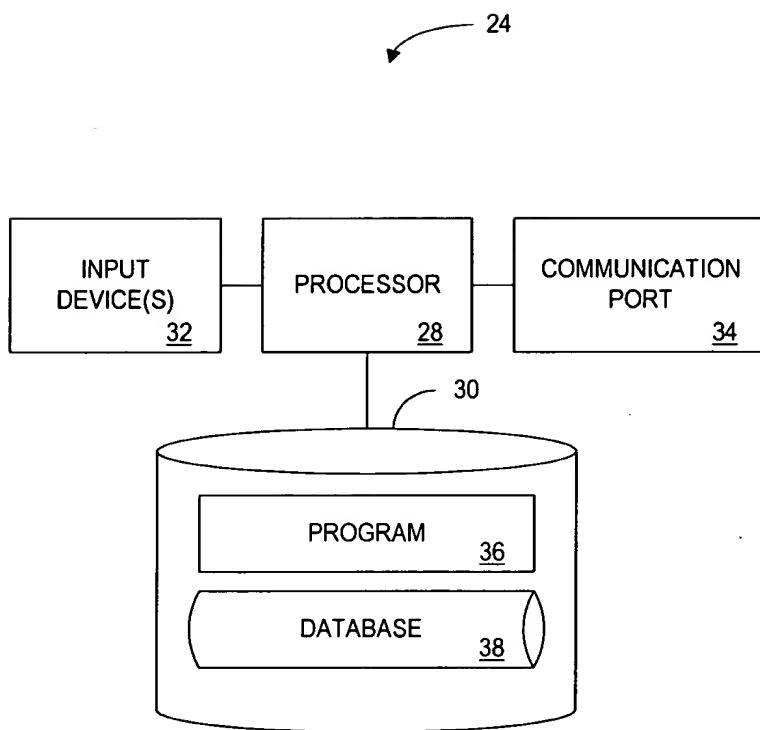 24
INPUT
DEVICE(S)
32
PROCESSOR
28
COMMUNICATION
PORT
34
30
PROGRAM
36
DATABASE
38